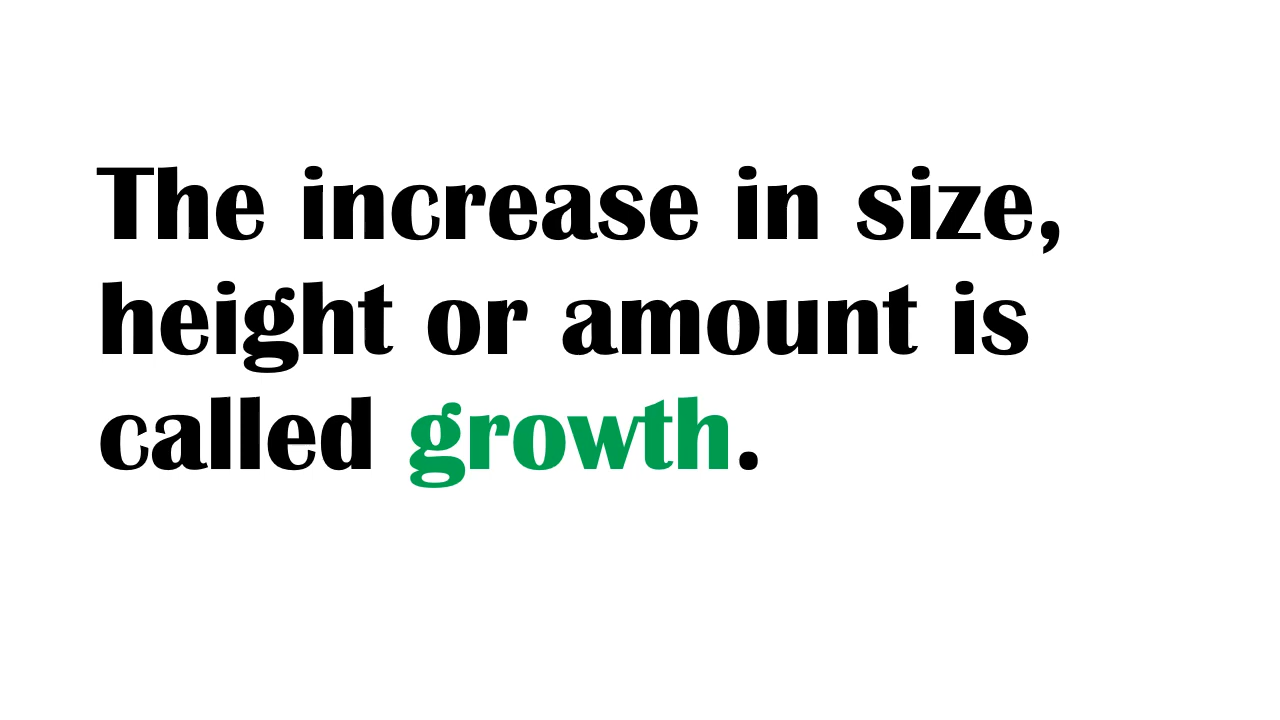 The increase in size,
height or amount is
called growth.